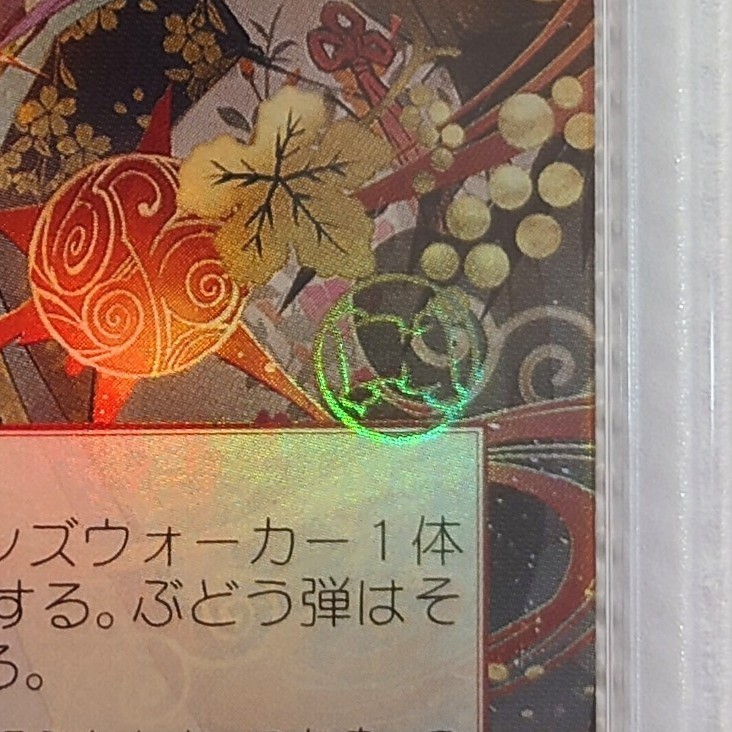 ンズウォーカー１体
する。ぶどう弾はそ
る。